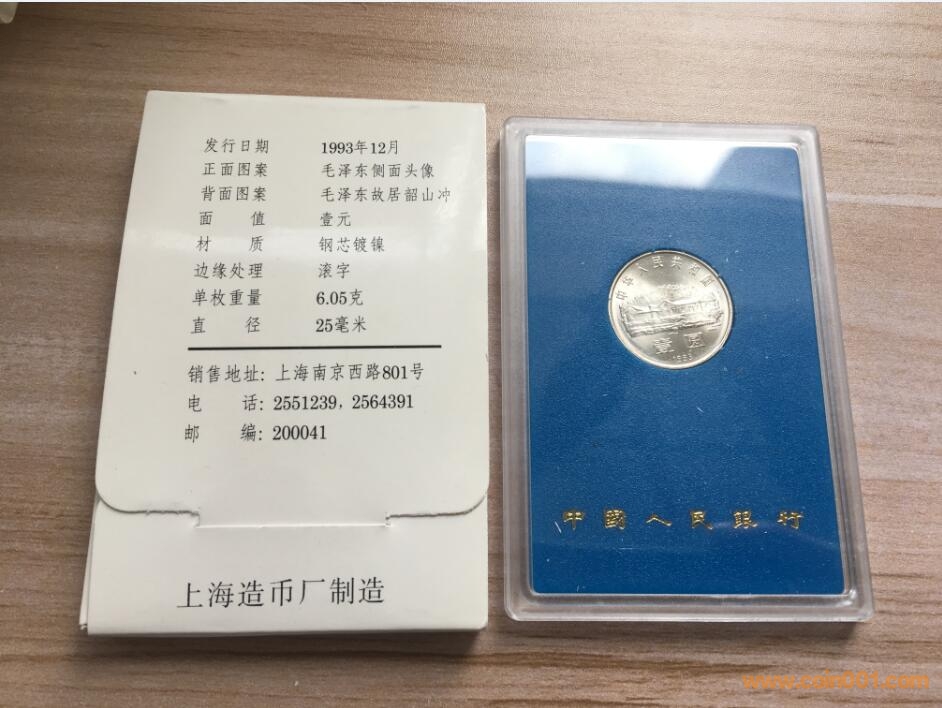 发行日期 1993年12月
正面图案 毛泽东侧面头像
背面图案 毛泽东故居韶山冲
面 值 壹元
材 质 钢芯镀镍
边缘处理 滚字
单枚重量 6.05克
直 径 25毫米
销售地址: 上海南京西路801号
电 话: 2551239, 2564391
邮 编: 200041
上海造币厂制造
中华人民共和国
壹圆
1993
中國人民銀行
www.coin001.com